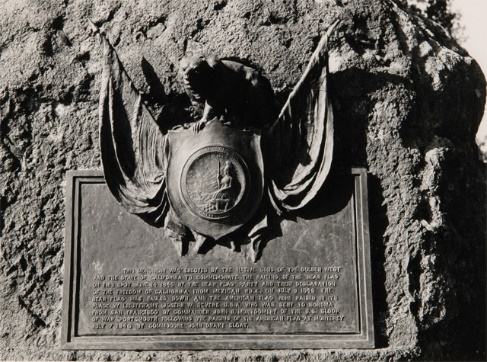 THIS MONUMENT WAS ERECTED BY THE NATIVE SONS OF THE GOLDEN WEST
AND THE STATE OF CALIFORNIA TO COMMEMORATE THE RAISING OF THE BEAR FLAG
ON THIS SPOT JUNE 14 1846 BY THE BEAR FLAG PARTY AND THEIR DECLARATION
OF THE FREEDOM OF CALIFORNIA FROM MEXICAN RULE. ON JULY 9 1846 THE
BEAR FLAG WAS HAULED DOWN AND THE AMERICAN FLAG HERE RAISED IN ITS
PLACE BY LIEUTENANT JOSEPH W. REVERE U.S.N. WHO WAS SENT TO SONOMA
FROM SAN FRANCISCO BY COMMANDER JOHN B. MONTGOMERY OF THE U.S. SLOOP
OF WAR PORTSMOUTH FOLLOWING THE RAISING OF THE AMERICAN FLAG AT MONTEREY
JULY 7 1846 BY COMMODORE JOHN DRAKE SLOAT.